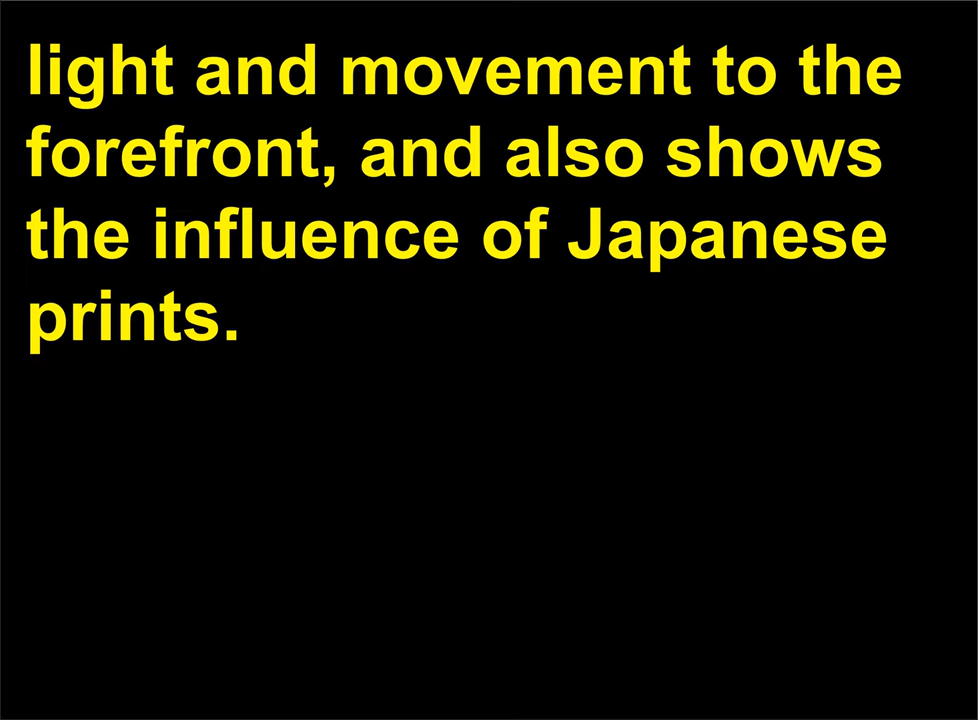 light and movement to the
forefront, and also shows
the influence of Japanese
prints.